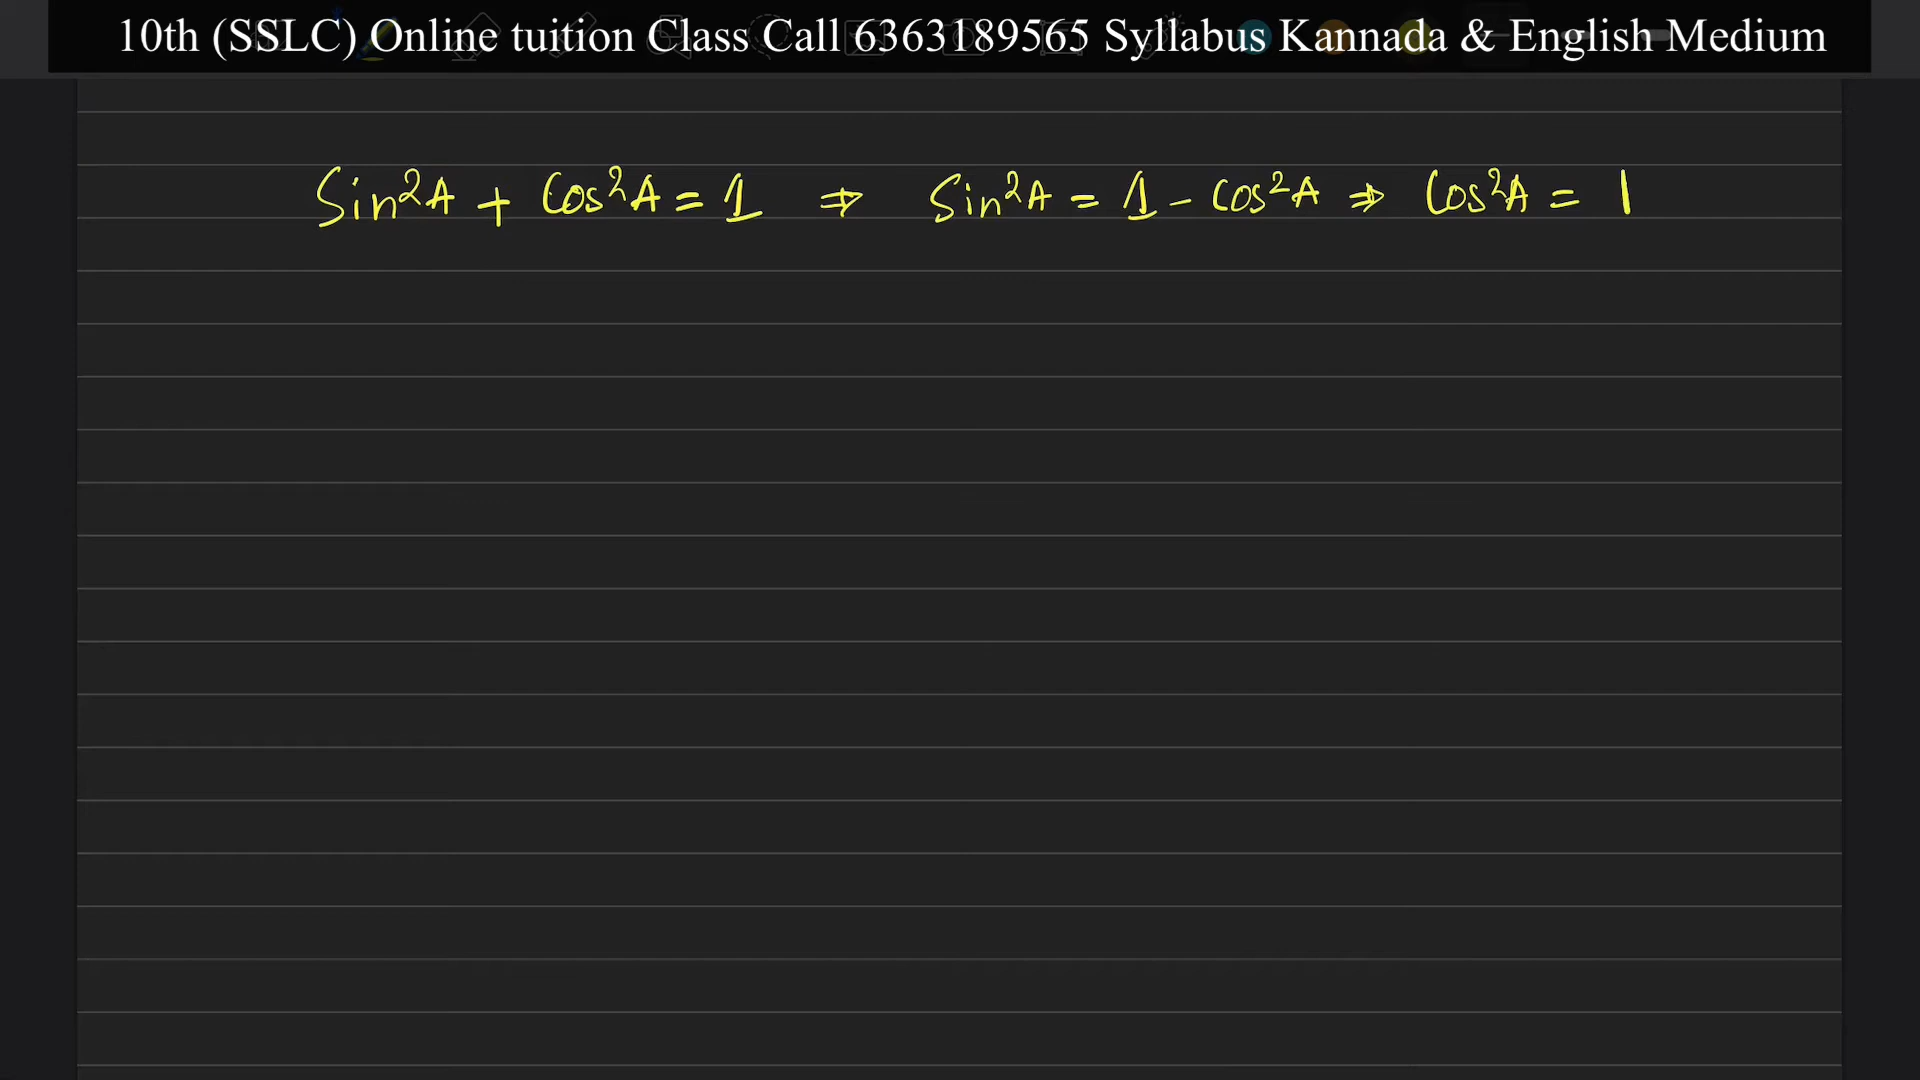 10th (SSLC) Online tuition Class Call 6363189565 Syllabus Kannada & English Medium
Sin²A + Cos²A = 1 ⇒ Sin²A = 1 - Cos²A ⇒ Cos²A = 1